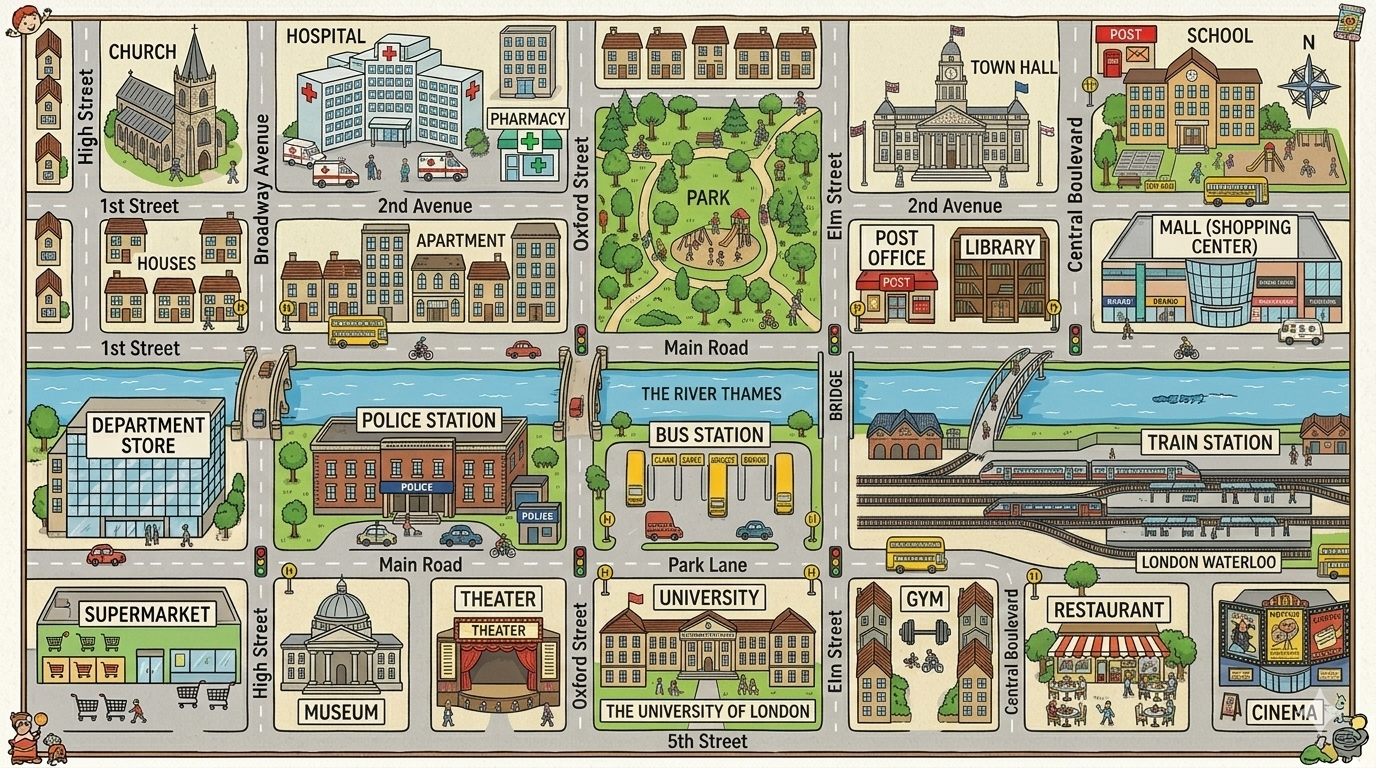 CHURCH
HOSPITAL
PHARMACY
TOWN HALL
POST
SCHOOL
N
High Street
Broadway Avenue
Oxford Street
Elm Street
Central Boulevard
PARK
1st Street
2nd Avenue
2nd Avenue
HOUSES
APARTMENT
POST
OFFICE
POST
LIBRARY
MALL (SHOPPING
CENTER)
1st Street
Main Road
THE RIVER THAMES
BRIDGE
DEPARTMENT
STORE
POLICE STATION
POLICE
BUS STATION
TRAIN STATION
LONDON WATERLOO
Main Road
Park Lane
SUPERMARKET
High Street
MUSEUM
THEATER
THEATER
Oxford Street
UNIVERSITY
THE UNIVERSITY OF LONDON
Elm Street
GYM
Central Boulevard
RESTAURANT
CINEMA
5th Street